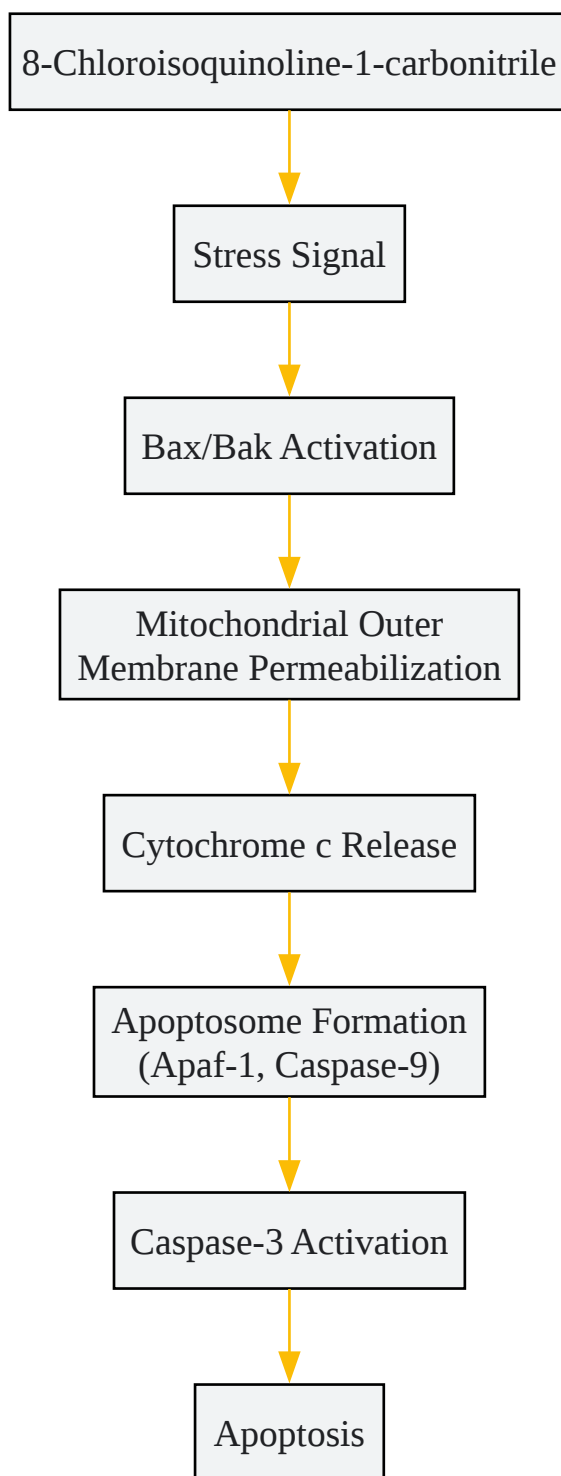 8-Chloroisoquinoline-1-carbonitrile
Stress Signal
Bax/Bak Activation
Mitochondrial Outer
Membrane Permeabilization
Cytochrome c Release
Apoptosome Formation
(Apaf-1, Caspase-9)
Caspase-3 Activation
Apoptosis